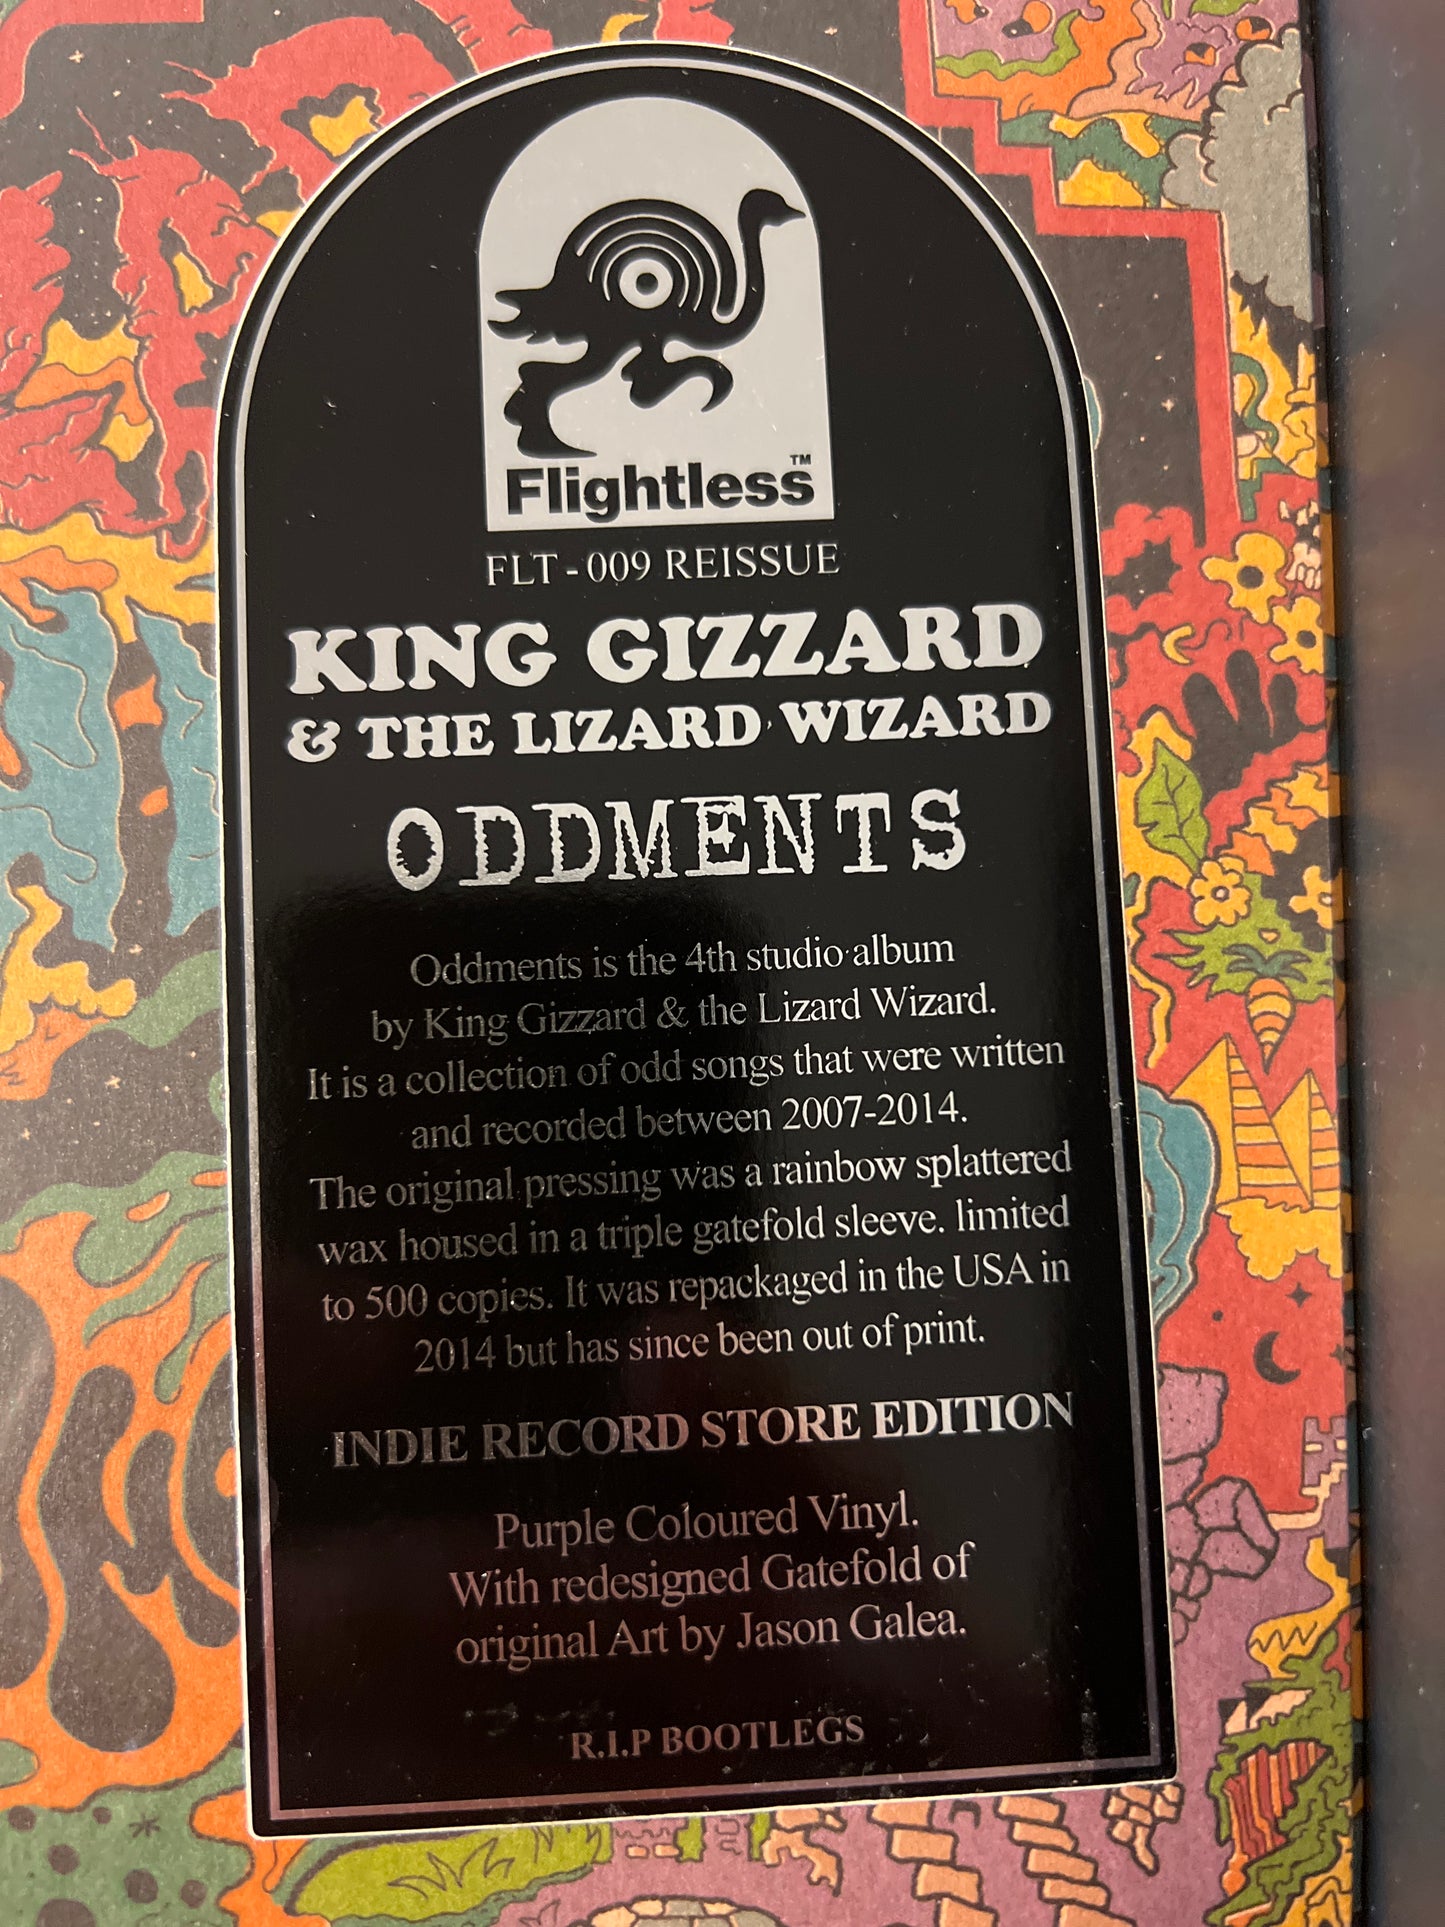 Flightless™
FLT - 009 REISSUE
KING GIZZARD
& THE LIZARD WIZARD
ODDMENTS
Oddments is the 4th studio album
by King Gizzard & the Lizard Wizard.
It is a collection of odd songs that were written
and recorded between 2007-2014.
The original pressing was a rainbow splattered
wax housed in a triple gatefold sleeve. limited
to 500 copies. It was repackaged in the USA in
2014 but has since been out of print.
INDIE RECORD STORE EDITION
Purple Coloured Vinyl.
With redesigned Gatefold of
original Art by Jason Galea.
R.I.P BOOTLEGS